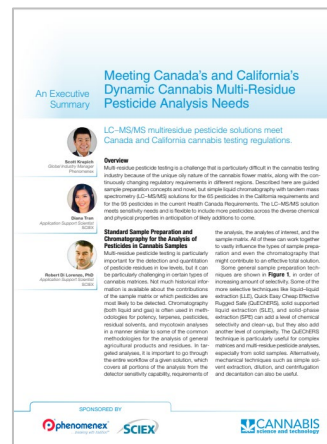 An Executive
Summary
Meeting Canada's and California's
Dynamic Cannabis Multi-Residue
Pesticide Analysis Needs
Scott Krepich
Global Industry Manager
Phenomenex
Diana Tran
Application Support Scientist
SCIEX
Robert Di Lorenzo, PhD
Application Support Scientist
SCIEX
LC–MS/MS multiresidue pesticide solutions meet
Canada and California cannabis testing regulations.
Overview
Multi-residue pesticide testing is a challenge that is particularly difficult in the cannabis testing
industry because of the unique oily nature of the cannabis flower matrix, along with the con-
tinuously changing regulatory requirements in different regions. Described here are guided
sample preparation concepts and novel, but simple liquid chromatography with tandem mass
spectrometry (LC–MS/MS) solutions for the 65 pesticides in the California requirements and
for the 95 pesticides in the current Health Canada Requirements. The LC–MS/MS solution
meets sensitivity needs and is flexible to include more pesticides across the diverse chemical
and physical properties in anticipation of likely additions to come.
Standard Sample Preparation and
Chromatography for the Analysis of
Pesticides in Cannabis Samples
Multi-residue pesticide testing is particularly
important for the detection and quantitation
of pesticide residues in low levels, but it can
be particularly challenging in certain types of
cannabis matrices. Not much historical infor-
mation is available about the contributions
of the sample matrix or which pesticides are
most likely to be detected. Chromatography
(both liquid and gas) is often used in meth-
odologies for potency, terpenes, pesticides,
residual solvents, and mycotoxin analyses
in a manner similar to some of the common
methodologies for the analysis of general
agricultural products and residues. In tar-
geted analyses, it is important to go through
the entire workflow of a given solution, which
covers all portions of the analysis from the
detector sensitivity capability, requirements of
the analysis, the analytes of interest, and the
sample matrix. All of these can work together
to vastly influence the types of sample prepa-
ration and even the chromatography that
might contribute to an effective total solution.
Some general sample preparation tech-
niques are shown in Figure 1, in order of
increasing amount of selectivity. Some of the
more selective techniques like liquid–liquid
extraction (LLE), Quick Easy Cheap Effective
Rugged Safe (QuEChERS), solid supported
liquid extraction (SLE), and solid-phase
extraction (SPE) can add a level of chemical
selectivity and clean-up, but they also add
another level of complexity. The QuEChERS
technique is particularly useful for complex
matrices and multi-residue pesticide analyses,
especially from solid samples. Alternatively,
mechanical techniques such as simple sol-
vent extraction, dilution, and centrifugation
and decantation can also be useful.
SPONSORED BY
phenomenex
SCIEX
CANNABIS
science and technology